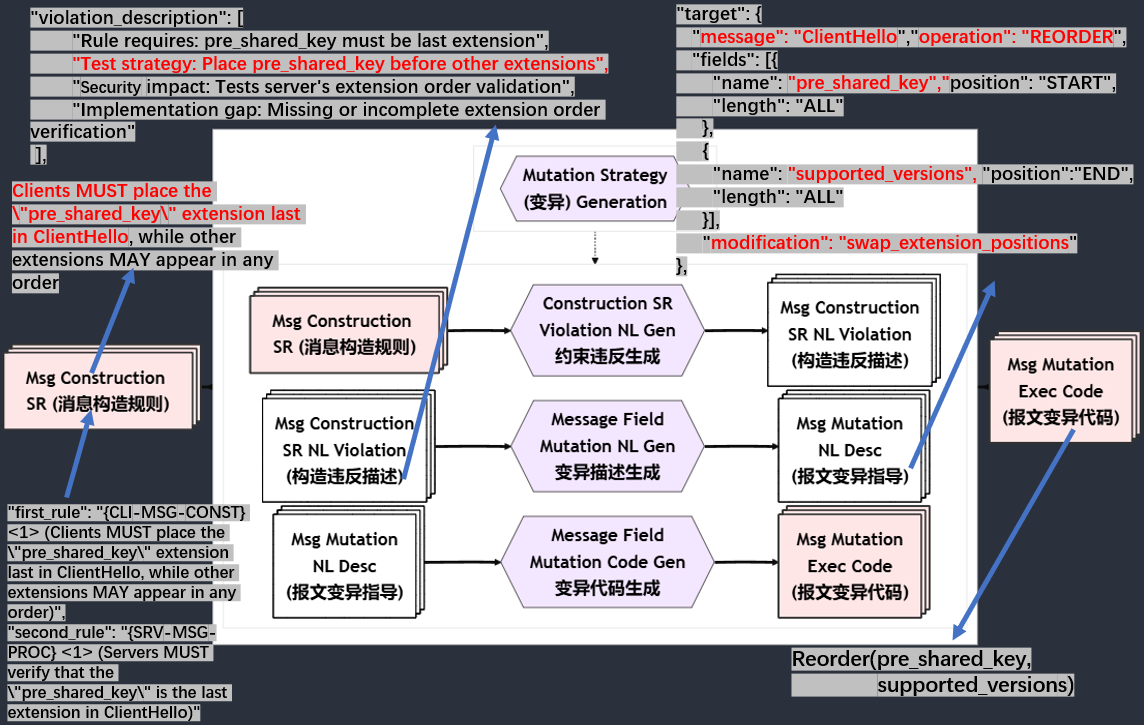 "violation_description": [
"Rule requires: pre_shared_key must be last extension",
"Test strategy: Place pre_shared_key before other extensions",
"Security impact: Tests server's extension order validation",
"Implementation gap: Missing or incomplete extension order
verification"
],
"target": {
"message": "ClientHello","operation": "REORDER",
"fields": [{
"name": "pre_shared_key","position": "START",
"length": "ALL"
},
{
"name": "supported_versions", "position":"END",
"length": "ALL"
}],
"modification": "swap_extension_positions"
},
Clients MUST place the
\"pre_shared_key\" extension last
in ClientHello, while other
extensions MAY appear in any
order
Mutation Strategy
(变异) Generation
Msg Construction
SR (消息构造规则)
Msg Construction
SR (消息构造规则)
Construction SR
Violation NL Gen
约束违反生成
Msg Construction
SR NL Violation
(构造违反描述)
Msg Mutation
Exec Code
(报文变异代码)
Msg Construction
SR NL Violation
(构造违反描述)
Message Field
Mutation NL Gen
变异描述生成
Msg Mutation
NL Desc
(报文变异指导)
Msg Mutation
NL Desc
(报文变异指导)
Message Field
Mutation Code Gen
变异代码生成
Msg Mutation
Exec Code
(报文变异代码)
"first_rule": "{CLI-MSG-CONST}
<1> (Clients MUST place the
\"pre_shared_key\" extension
last in ClientHello, while other
extensions MAY appear in any
order)",
"second_rule": "{SRV-MSG-
PROC} <1> (Servers MUST
verify that the
\"pre_shared_key\" is the last
extension in ClientHello)"
Reorder(pre_shared_key,
supported_versions)